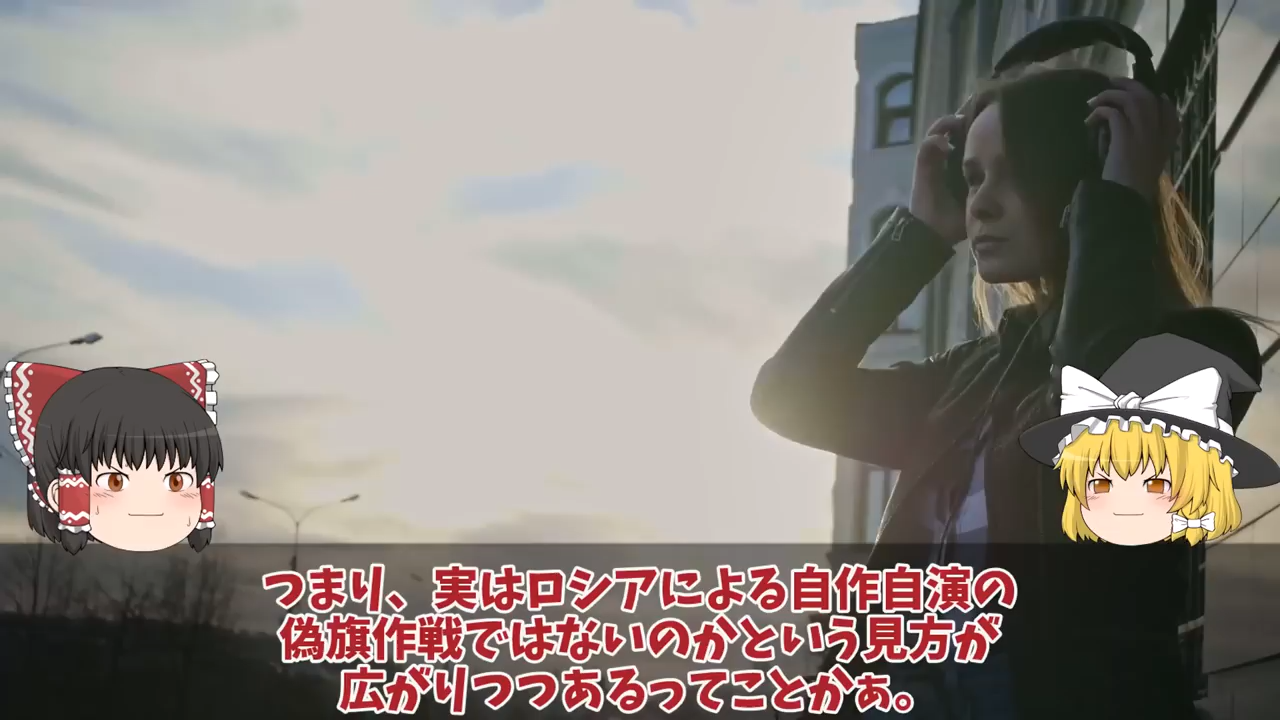 つまり、実はロシアによる自作自演の
偽旗作戦ではないのかという見方が
広がりつつあるってことかぁ。